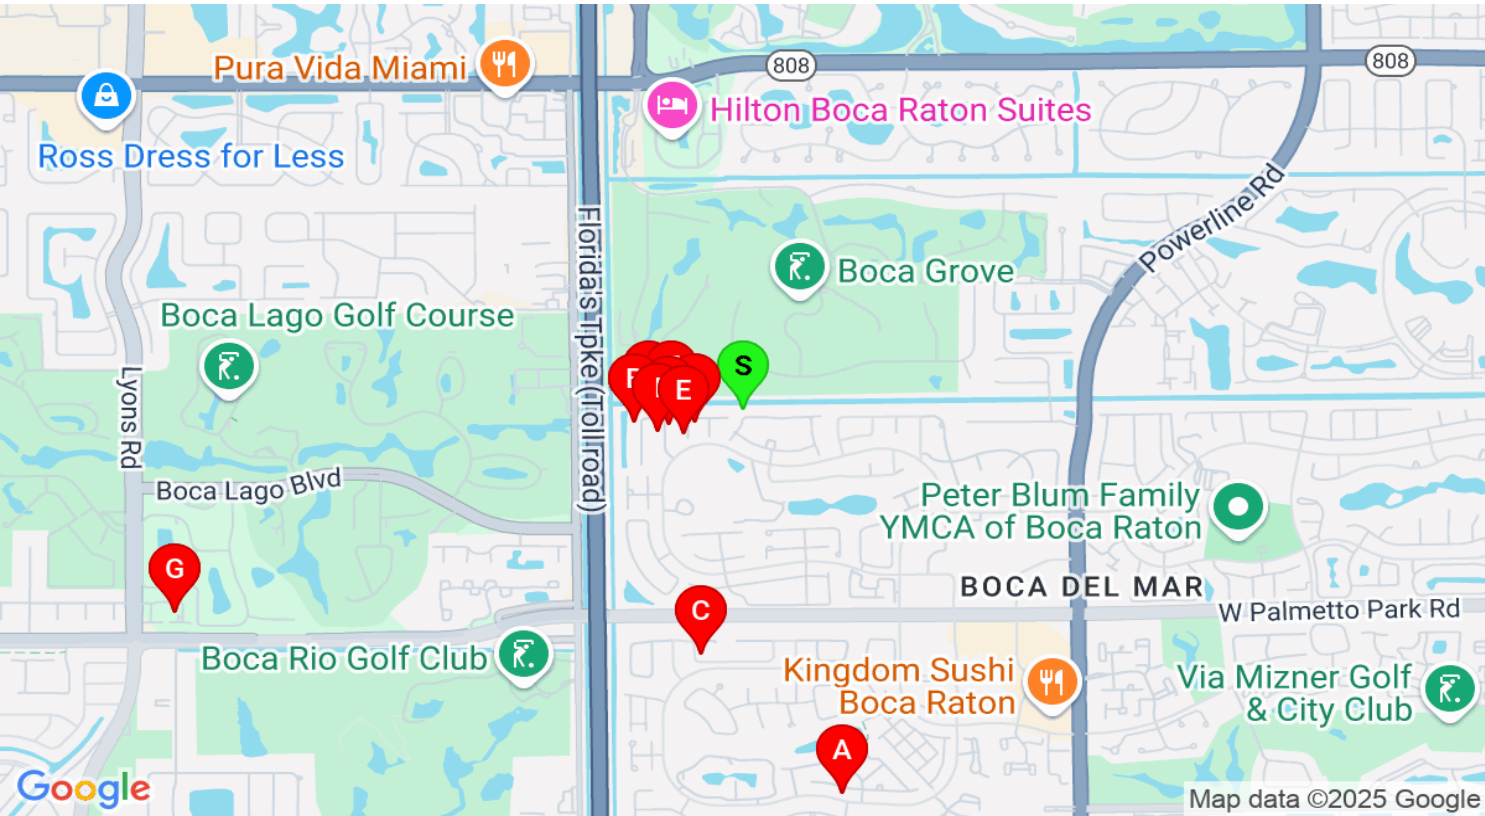 808
808
Pura Vida Miami
Hilton Boca Raton Suites
Ross Dress for Less
Powerline Rd
Florida's Tpke (Tollroad)
Boca Grove
Boca Lago Golf Course
S
E
Lyons Rd
Boca Lago Blvd
Peter Blum Family
YMCA of Boca Raton
G
BOCA DEL MAR
C
W Palmetto Park Rd
Boca Rio Golf Club
Kingdom Sushi
Boca Raton
Via Mizner Golf
& City Club
A
Google
Map data ©2025 Google